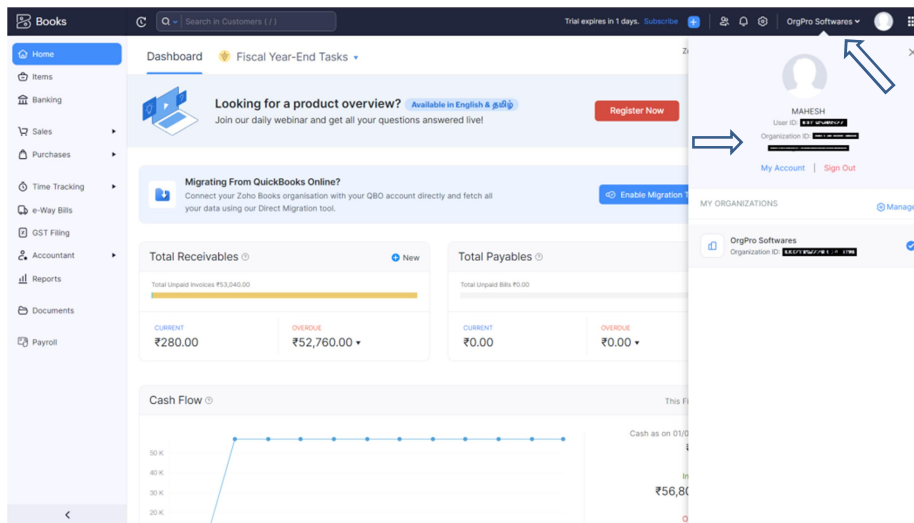 Books
Search in Customers ( / )
Trial expires in 1 days. Subscribe
OrgPro Softwares
Home
Items
Banking
Sales
Purchases
Time Tracking
e-Way Bills
GST Filing
Accountant
Reports
Documents
Payroll
Dashboard
Fiscal Year-End Tasks
Looking for a product overview? Available in English & தமிழ்
Join our daily webinar and get all your questions answered live!
Register Now
Migrating From QuickBooks Online?
Connect your Zoho Books organisation with your QBO account directly and fetch all
your data using our Direct Migration tool.
Enable Migration
Total Receivables
New
Total Unpaid Invoices ₹53,040.00
CURRENT
₹280.00
OVERDUE
₹52,760.00
Total Payables
Total Unpaid Bills ₹0.00
CURRENT
₹0.00
OVERDUE
₹0.00
Cash Flow
This
50 K
40 K
30 K
20 K
Cash as on 01/0
₹56,80
MAHESH
User ID:
Organization ID:
My Account | Sign Out
MY ORGANIZATIONS
Manage
OrgPro Softwares
Organization ID: